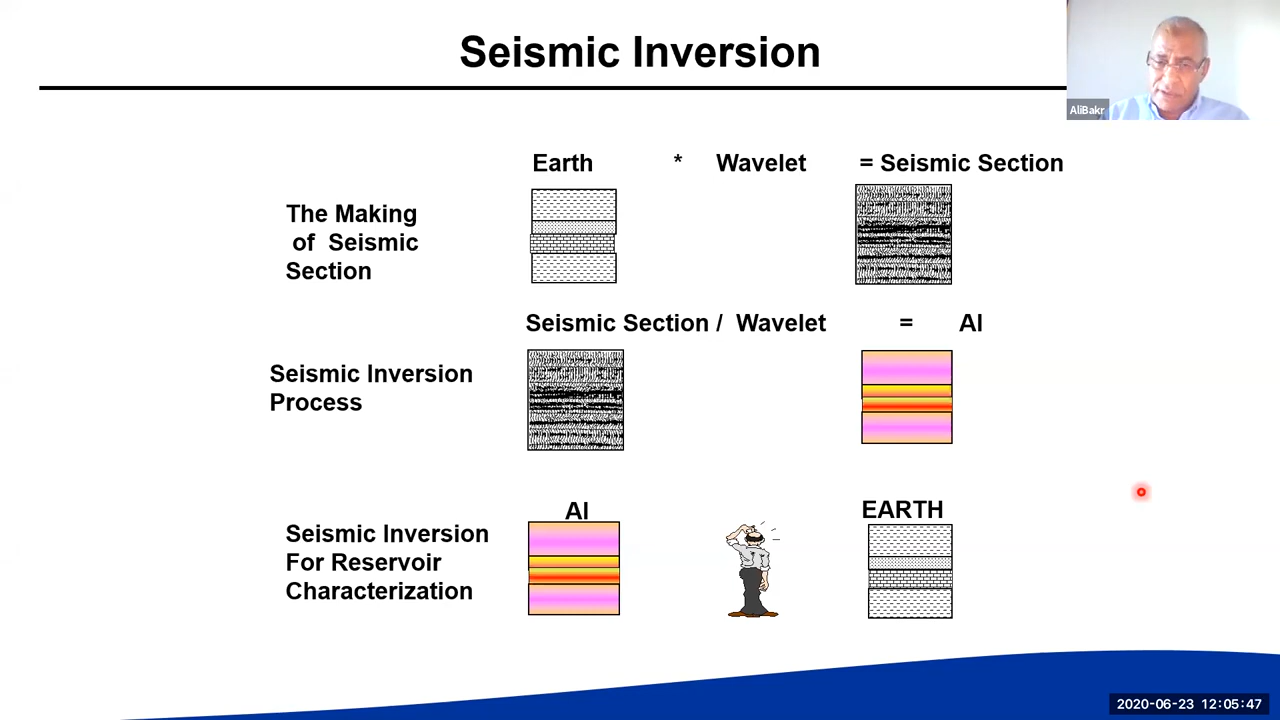 Seismic Inversion
AliBakr
Earth * Wavelet = Seismic Section
The Making
of Seismic
Section
Seismic Section / Wavelet = AI
Seismic Inversion
Process
AI
EARTH
Seismic Inversion
For Reservoir
Characterization
2020-06-23 12:05:47